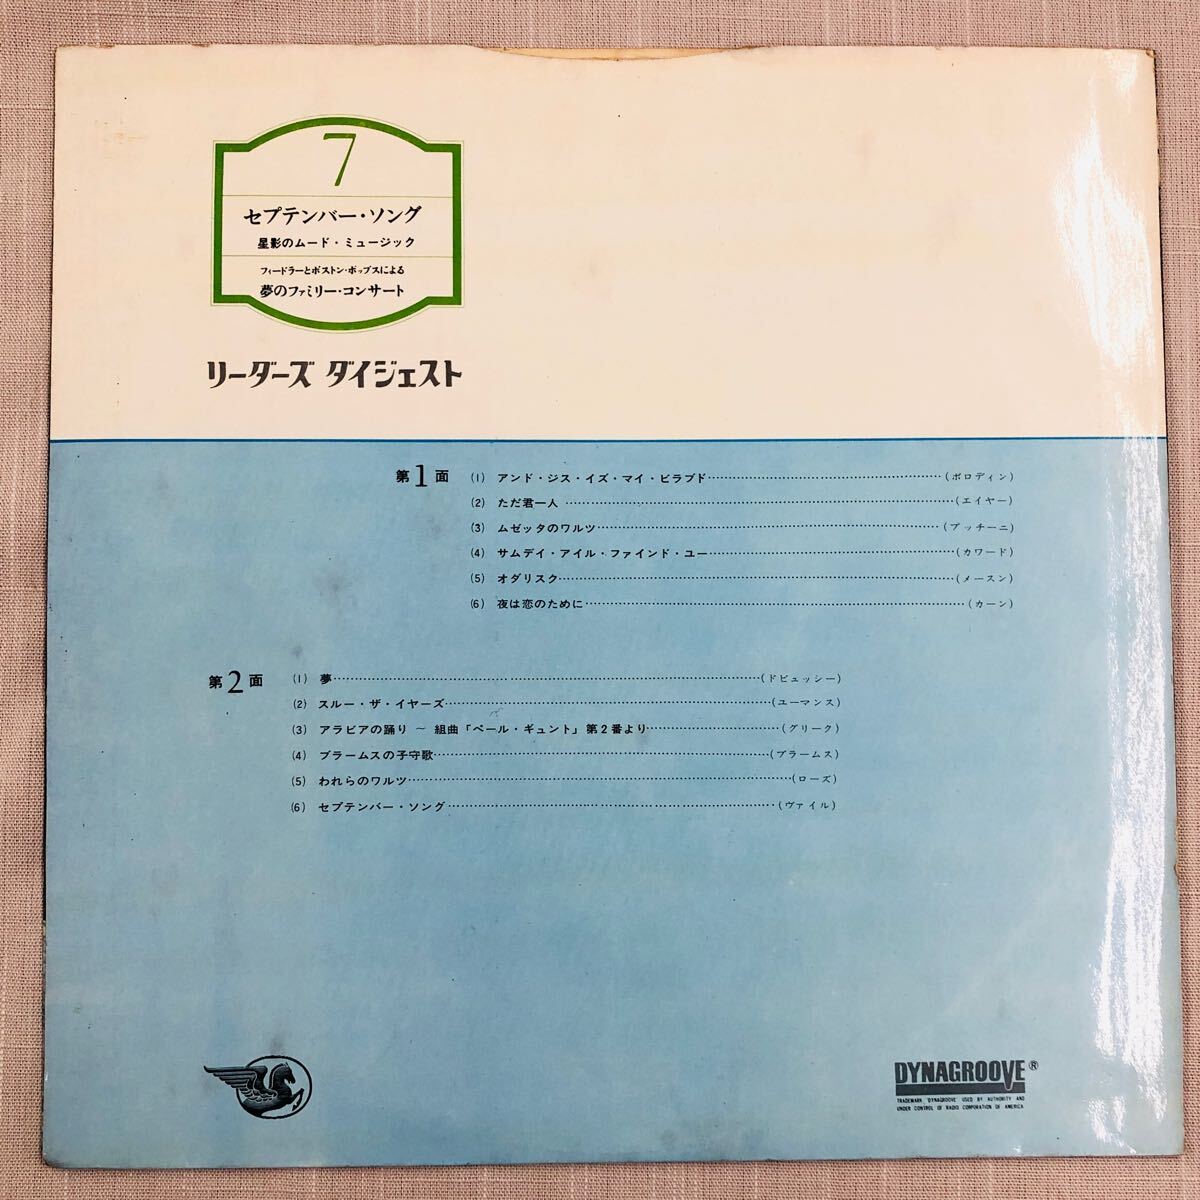 7
セプテンバー・ソング
星影のムード・ミュージック
フィードラーとボストン・ポップスによる
夢のファミリー・コンサート
リーダーズ ダイジェスト
第1面 (1) アンド・ジス・イズ・マイ・ビラブド (ボロディン)
(2) ただ君一人 (エイヤー)
(3) ムゼッタのワルツ (プッチーニ)
(4) サムデイ・アイル・ファインド・ユー (カワード)
(5) オダリスク (メースン)
(6) 夜は恋のために (カーン)
第2面 (1) 夢 (ドビュッシー)
(2) スルー・ザ・イヤーズ (ユーマンス)
(3) アラビアの踊り ~ 組曲「ペール・ギュント」第2番より (グリーク)
(4) ブラームスの子守歌 (ブラームス)
(5) われらのワルツ (ローズ)
(6) セプテンバー・ソング (ヴァイル)
DYNAGROOVE®
TRADEMARK 'DYNAGROOVE' USED BY AUTHORITY AND
UNDER CONTROL OF RADIO CORPORATION OF AMERICA